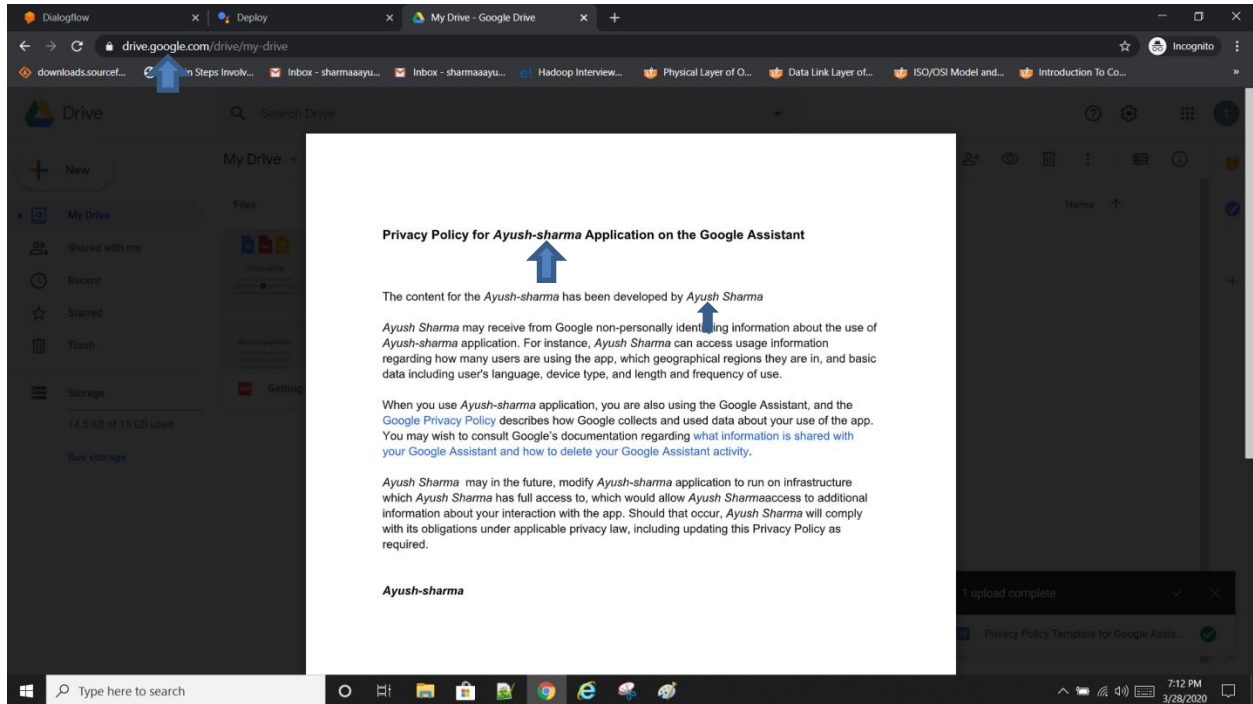 Dialogflow
Deploy
My Drive - Google Drive
drive.google.com/drive/my-drive
Incognito
downloads.sourcef...
n Steps Involv...
Inbox - sharmaaayu...
Inbox - sharmaaayu...
Hadoop Interview...
Physical Layer of O...
Data Link Layer of...
ISO/OSI Model and...
Introduction To Co...
Drive
Search Drive
New
My Drive
My Drive
Shared with me
Recent
Starred
Trash
Storage
14.5 KB of 15 GB used
Buy storage
Files
Name
Getting
Privacy Policy for Ayush-sharma Application on the Google Assistant
The content for the Ayush-sharma has been developed by Ayush Sharma
Ayush Sharma may receive from Google non-personally identifying information about the use of
Ayush-sharma application. For instance, Ayush Sharma can access usage information
regarding how many users are using the app, which geographical regions they are in, and basic
data including user's language, device type, and length and frequency of use.
When you use Ayush-sharma application, you are also using the Google Assistant, and the
Google Privacy Policy describes how Google collects and used data about your use of the app.
You may wish to consult Google's documentation regarding what information is shared with
your Google Assistant and how to delete your Google Assistant activity.
Ayush Sharma may in the future, modify Ayush-sharma application to run on infrastructure
which Ayush Sharma has full access to, which would allow Ayush Sharmaaccess to additional
information about your interaction with the app. Should that occur, Ayush Sharma will comply
with its obligations under applicable privacy law, including updating this Privacy Policy as
required.
Ayush-sharma
1 upload complete
Privacy Policy Template for Google Assis...
Type here to search
7:12 PM
3/28/2020